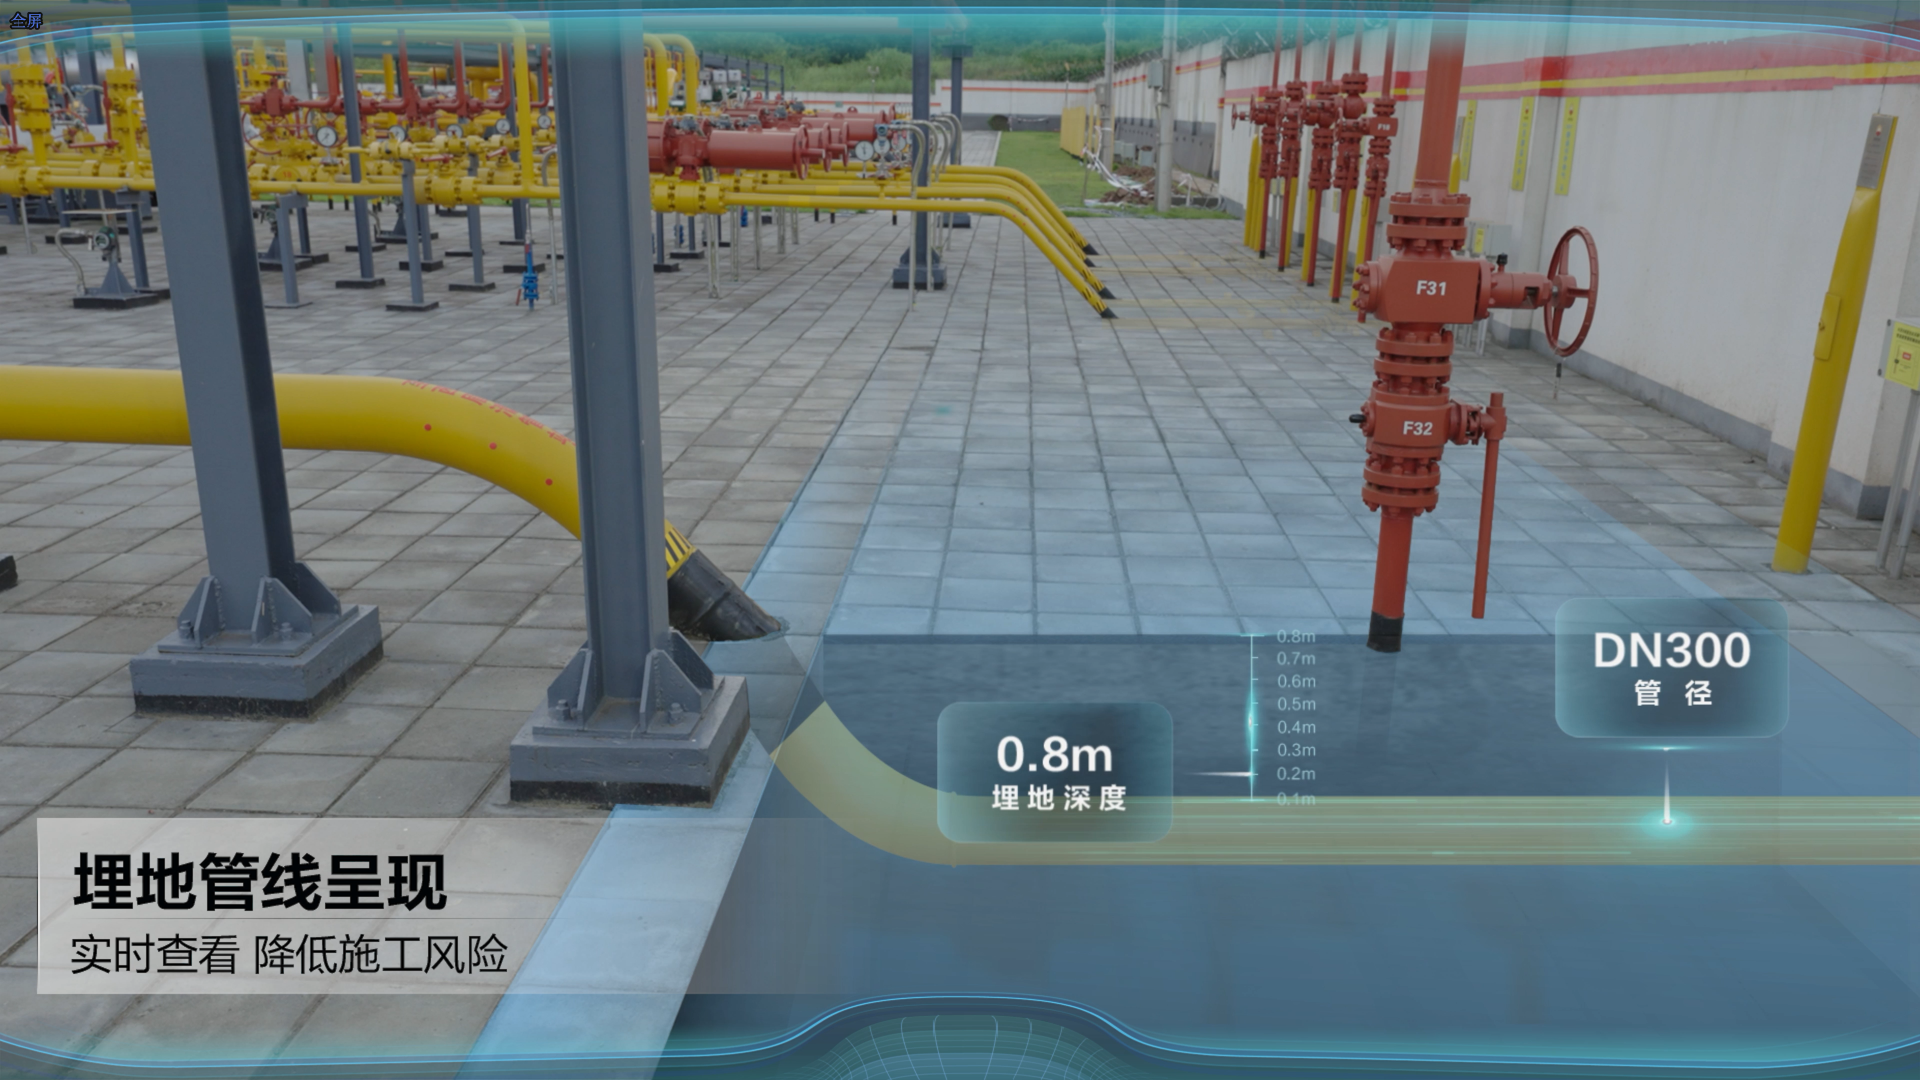 全屏
F31
F32
0.8m
0.7m
0.6m
0.5m
0.4m
0.3m
0.2m
0.1m
DN300
管 径
0.8m
埋地深度
埋地管线呈现
实时查看 降低施工风险